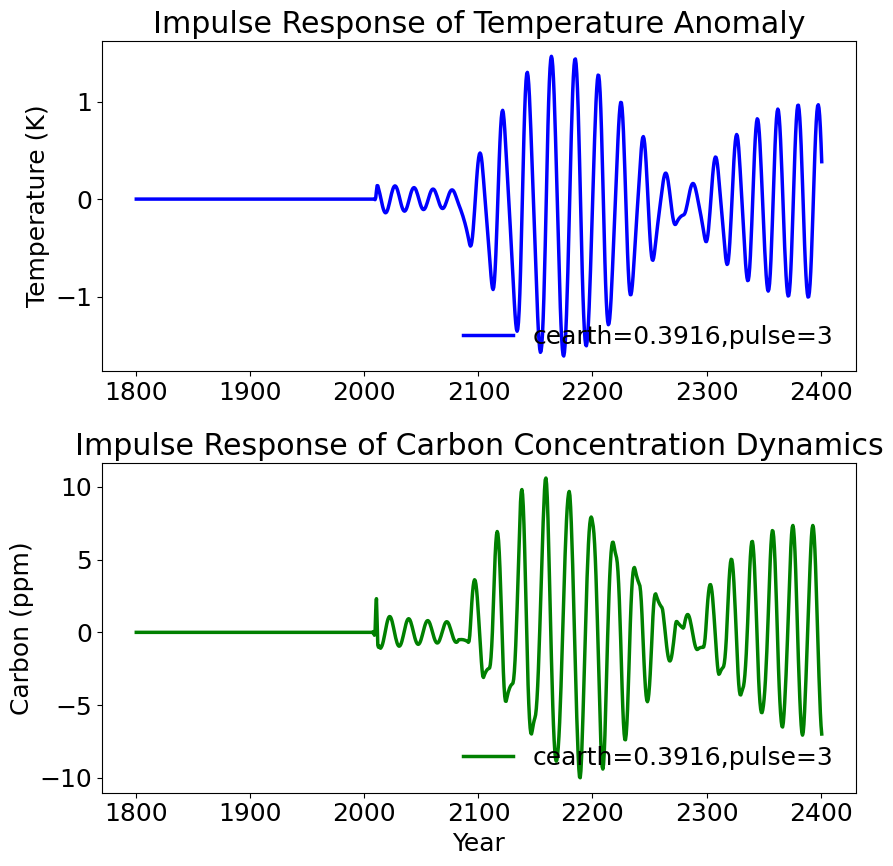 Impulse Response of Temperature Anomaly
Temperature (K)
1
0
−1
cearth=0.3916,pulse=3
1800 1900 2000 2100 2200 2300 2400
Impulse Response of Carbon Concentration Dynamics
Carbon (ppm)
10
5
0
−5
−10
cearth=0.3916,pulse=3
1800 1900 2000 2100 2200 2300 2400
Year